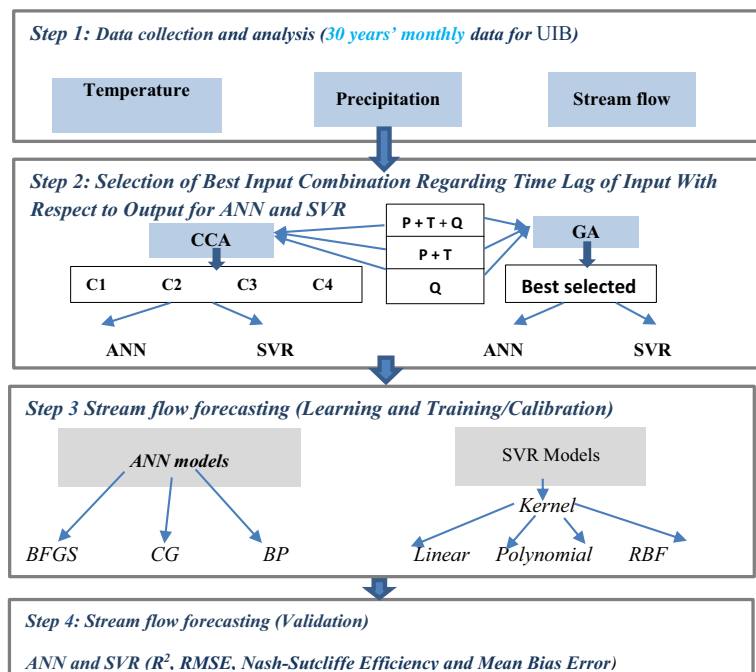 Step 1: Data collection and analysis (30 years' monthly data for UIB)
Temperature
Precipitation
Stream flow
Step 2: Selection of Best Input Combination Regarding Time Lag of Input With
Respect to Output for ANN and SVR
CCA
P + T + Q
GA
P + T
C1 C2 C3 C4
Q
Best selected
ANN SVR ANN SVR
Step 3 Stream flow forecasting (Learning and Training/Calibration)
ANN models
SVR Models
Kernel
BFGS CG BP Linear Polynomial RBF
Step 4: Stream flow forecasting (Validation)
ANN and SVR (R², RMSE, Nash-Sutcliffe Efficiency and Mean Bias Error)